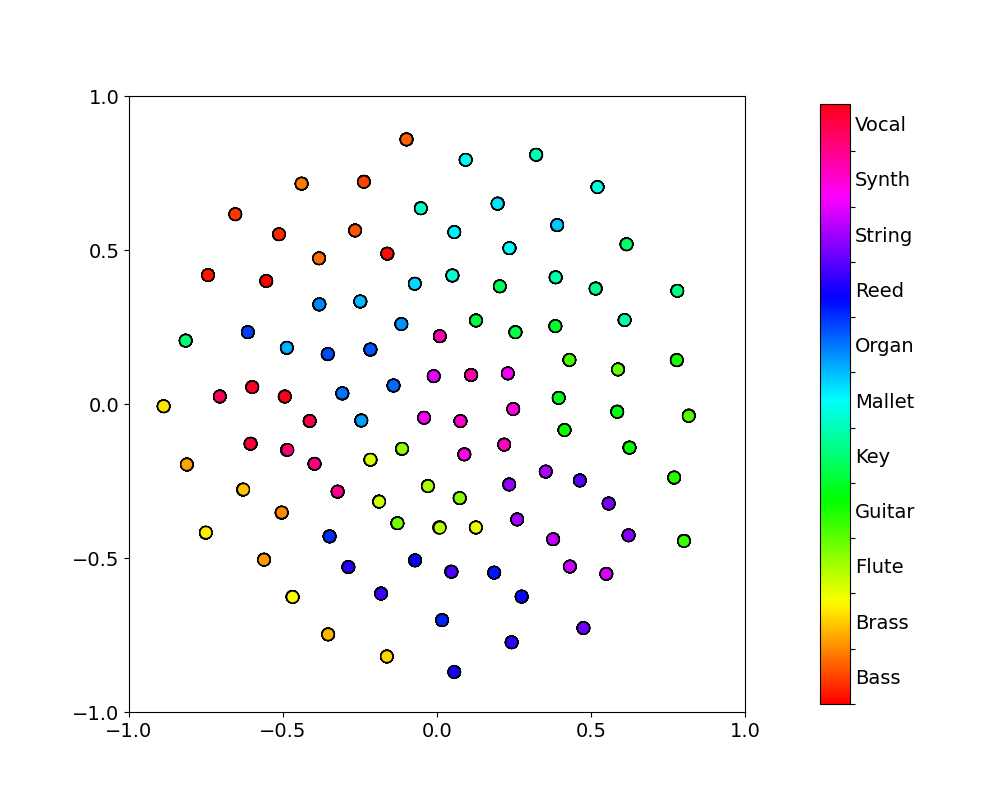 1.0
0.5
0.0
−0.5
−1.0
−1.0
−0.5
0.0
0.5
1.0
Vocal
Synth
String
Reed
Organ
Mallet
Key
Guitar
Flute
Brass
Bass